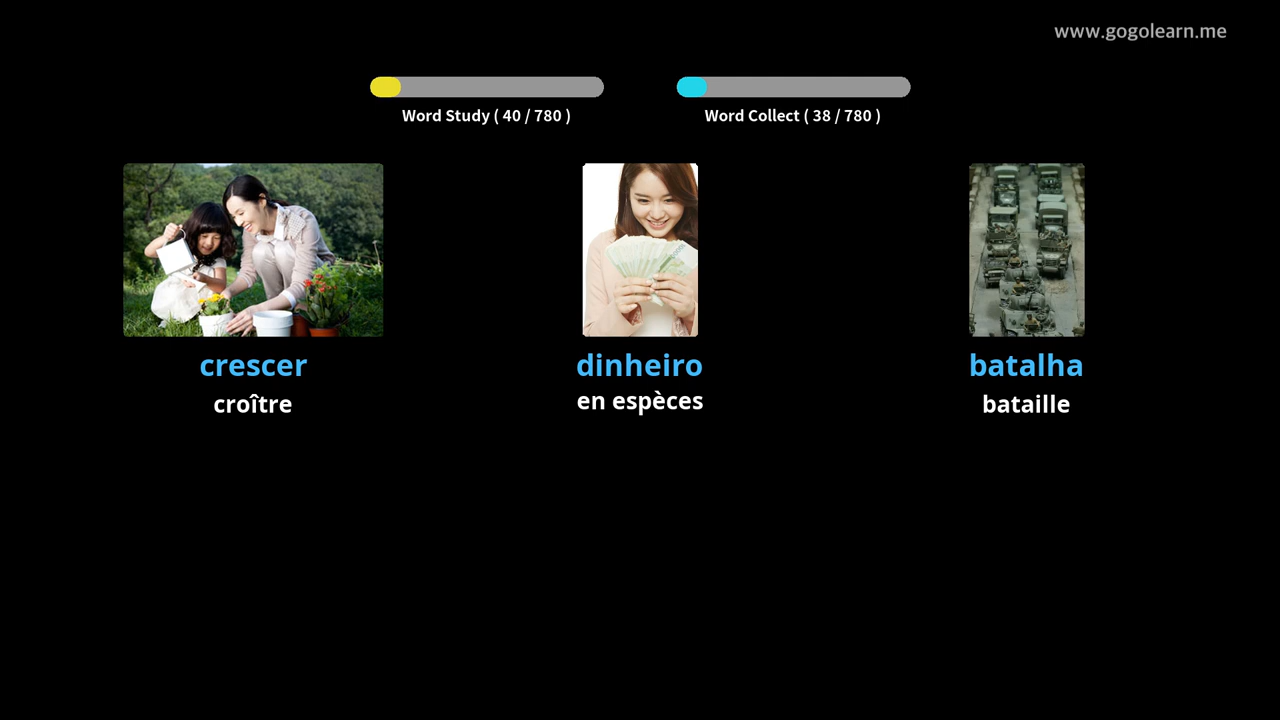 www.gogolearn.me
Word Study ( 40 / 780 )
Word Collect ( 38 / 780 )
crescer
croître
dinheiro
en espèces
batalha
bataille